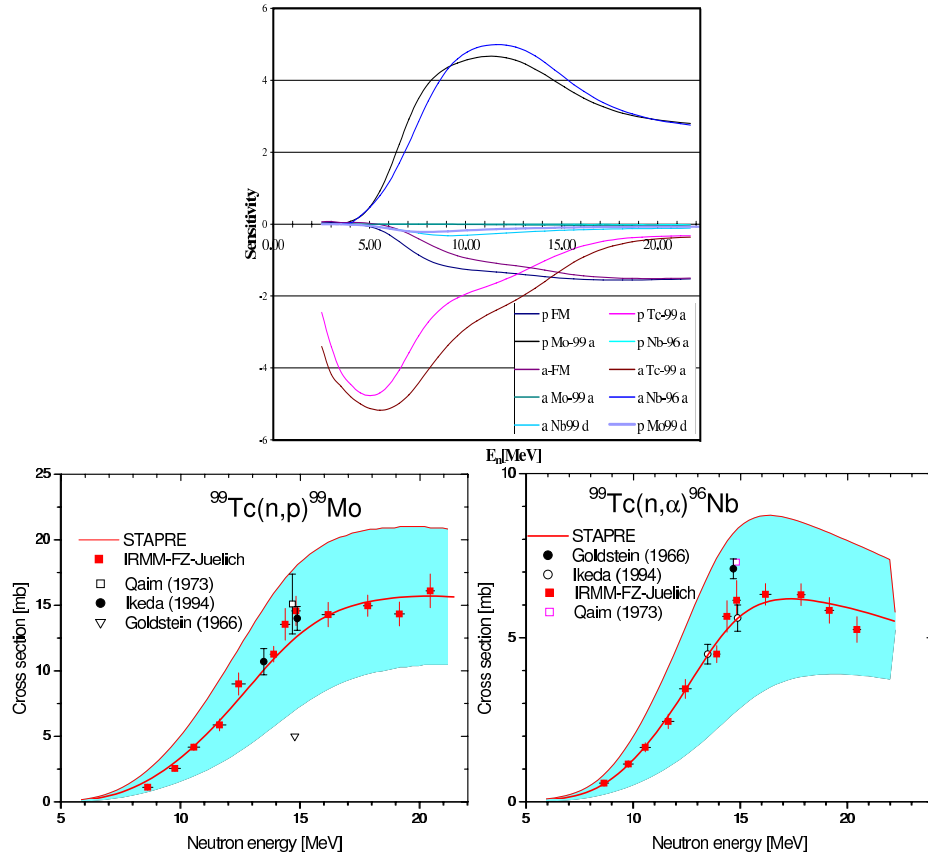 6
4
2
0
-2
-4
-6
Sensitivity
0.00
5.00
10.00
15.00
20.00
E_n[MeV]
p FM
p Tc-99 a
p Mo-99 a
p Nb-96 a
a-FM
a Tc-99 a
a Mo-99 a
a Nb-96 a
a Nb99 d
p Mo99 d
25
20
15
10
5
0
Cross section [mb]
⁹⁹Tc(n,p)⁹⁹Mo
STAPRE
IRMM-FZ-Juelich
Qaim (1973)
Ikeda (1994)
Goldstein (1966)
5
10
15
20
Neutron energy [MeV]
10
5
0
Cross section [mb]
⁹⁹Tc(n,α)⁹⁶Nb
STAPRE
Goldstein (1966)
Ikeda (1994)
IRMM-FZ-Juelich
Qaim (1973)
5
10
15
20
Neutron energy [MeV]